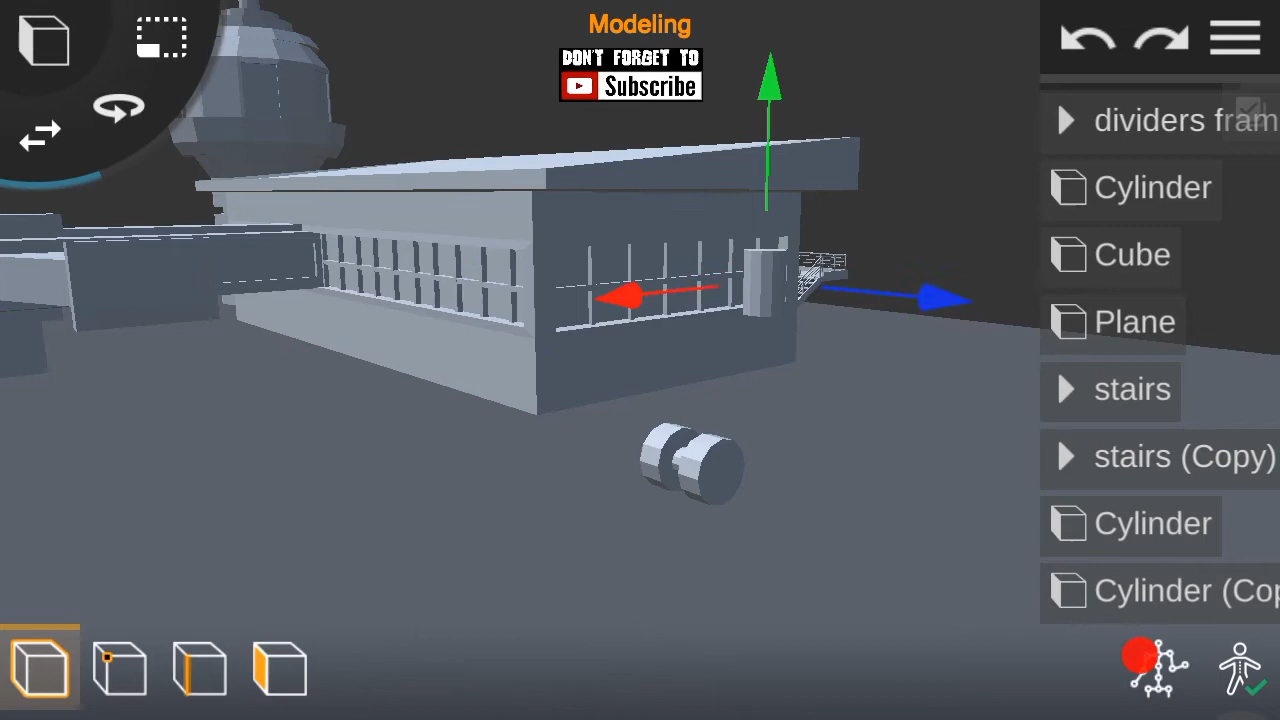 Modeling
DON'T FORGET TO
Subscribe
dividers fram
Cylinder
Cube
Plane
stairs
stairs (Copy)
Cylinder
Cylinder (Cop